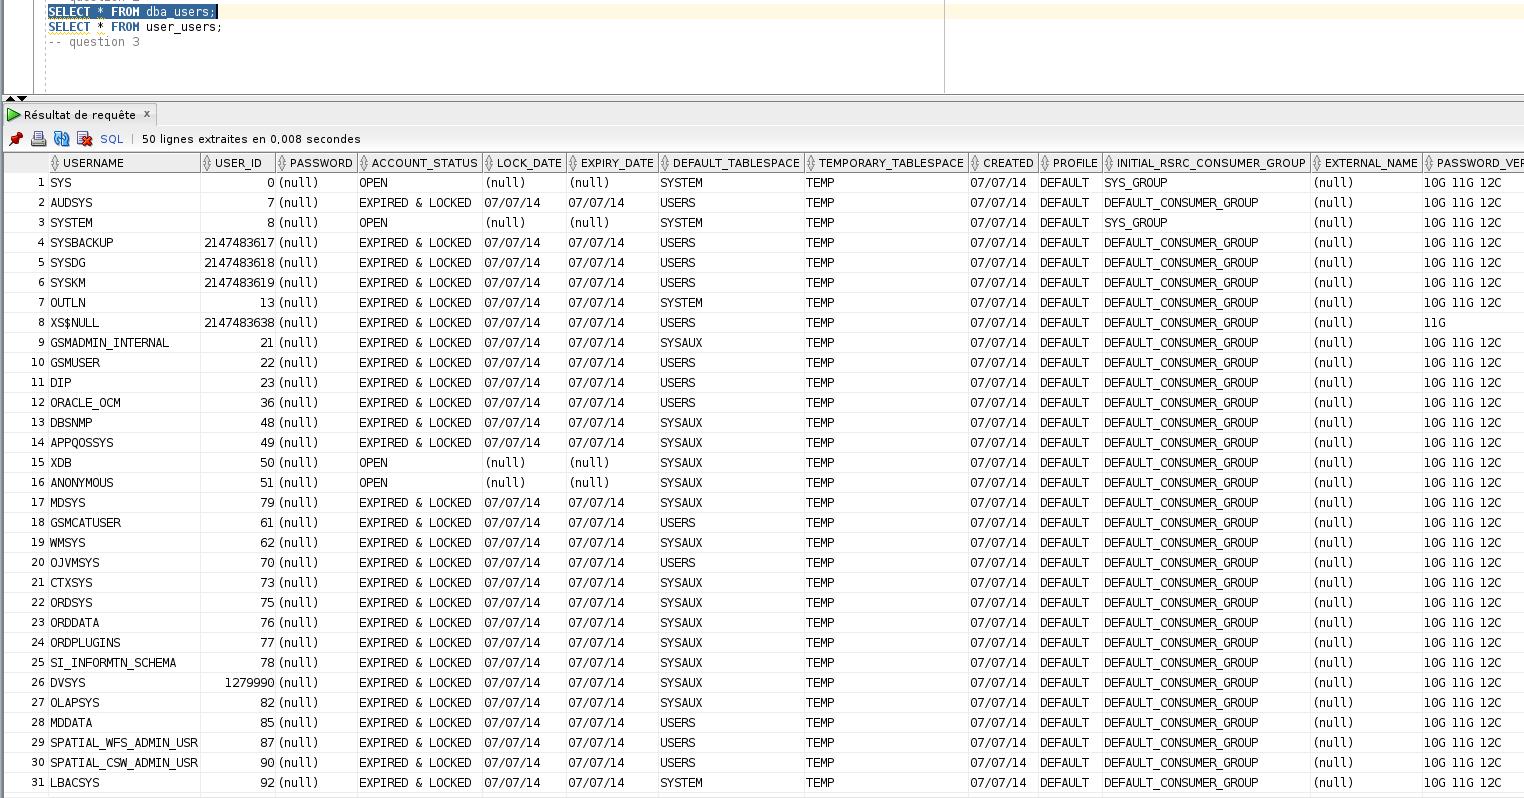 SELECT * FROM dba_users;
SELECT * FROM user_users;
-- question 3
Résultat de requête x
SQL | 50 lignes extraites en 0,008 secondes
USERNAME USER_ID PASSWORD ACCOUNT_STATUS LOCK_DATE EXPIRY_DATE DEFAULT_TABLESPACE TEMPORARY_TABLESPACE CREATED PROFILE INITIAL_RSRC_CONSUMER_GROUP EXTERNAL_NAME PASSWORD_VER
1 SYS 0 (null) OPEN (null) (null) SYSTEM TEMP 07/07/14 DEFAULT SYS_GROUP (null) 10G 11G 12C
2 AUDSYS 7 (null) EXPIRED & LOCKED 07/07/14 07/07/14 USERS TEMP 07/07/14 DEFAULT DEFAULT_CONSUMER_GROUP (null) 10G 11G 12C
3 SYSTEM 8 (null) OPEN (null) (null) SYSTEM TEMP 07/07/14 DEFAULT SYS_GROUP (null) 10G 11G 12C
4 SYSBACKUP 2147483617 (null) EXPIRED & LOCKED 07/07/14 07/07/14 USERS TEMP 07/07/14 DEFAULT DEFAULT_CONSUMER_GROUP (null) 10G 11G 12C
5 SYSDG 2147483618 (null) EXPIRED & LOCKED 07/07/14 07/07/14 USERS TEMP 07/07/14 DEFAULT DEFAULT_CONSUMER_GROUP (null) 10G 11G 12C
6 SYSKM 2147483619 (null) EXPIRED & LOCKED 07/07/14 07/07/14 USERS TEMP 07/07/14 DEFAULT DEFAULT_CONSUMER_GROUP (null) 10G 11G 12C
7 OUTLN 13 (null) EXPIRED & LOCKED 07/07/14 07/07/14 SYSTEM TEMP 07/07/14 DEFAULT DEFAULT_CONSUMER_GROUP (null) 10G 11G 12C
8 XS$NULL 2147483638 (null) EXPIRED & LOCKED 07/07/14 07/07/14 USERS TEMP 07/07/14 DEFAULT DEFAULT_CONSUMER_GROUP (null) 11G
9 GSMADMIN_INTERNAL 21 (null) EXPIRED & LOCKED 07/07/14 07/07/14 SYSAUX TEMP 07/07/14 DEFAULT DEFAULT_CONSUMER_GROUP (null) 10G 11G 12C
10 GSMUSER 22 (null) EXPIRED & LOCKED 07/07/14 07/07/14 USERS TEMP 07/07/14 DEFAULT DEFAULT_CONSUMER_GROUP (null) 10G 11G 12C
11 DIP 23 (null) EXPIRED & LOCKED 07/07/14 07/07/14 USERS TEMP 07/07/14 DEFAULT DEFAULT_CONSUMER_GROUP (null) 10G 11G 12C
12 ORACLE_OCM 36 (null) EXPIRED & LOCKED 07/07/14 07/07/14 USERS TEMP 07/07/14 DEFAULT DEFAULT_CONSUMER_GROUP (null) 10G 11G 12C
13 DBSNMP 48 (null) EXPIRED & LOCKED 07/07/14 07/07/14 SYSAUX TEMP 07/07/14 DEFAULT DEFAULT_CONSUMER_GROUP (null) 10G 11G 12C
14 APPQOSSYS 49 (null) EXPIRED & LOCKED 07/07/14 07/07/14 SYSAUX TEMP 07/07/14 DEFAULT DEFAULT_CONSUMER_GROUP (null) 10G 11G 12C
15 XDB 50 (null) OPEN (null) (null) SYSAUX TEMP 07/07/14 DEFAULT DEFAULT_CONSUMER_GROUP (null) 10G 11G 12C
16 ANONYMOUS 51 (null) OPEN (null) (null) SYSAUX TEMP 07/07/14 DEFAULT DEFAULT_CONSUMER_GROUP (null) 10G 11G 12C
17 MDSYS 79 (null) EXPIRED & LOCKED 07/07/14 07/07/14 SYSAUX TEMP 07/07/14 DEFAULT DEFAULT_CONSUMER_GROUP (null) 10G 11G 12C
18 GSMCATUSER 61 (null) EXPIRED & LOCKED 07/07/14 07/07/14 USERS TEMP 07/07/14 DEFAULT DEFAULT_CONSUMER_GROUP (null) 10G 11G 12C
19 WMSYS 62 (null) EXPIRED & LOCKED 07/07/14 07/07/14 SYSAUX TEMP 07/07/14 DEFAULT DEFAULT_CONSUMER_GROUP (null) 10G 11G 12C
20 OJVMSYS 70 (null) EXPIRED & LOCKED 07/07/14 07/07/14 USERS TEMP 07/07/14 DEFAULT DEFAULT_CONSUMER_GROUP (null) 10G 11G 12C
21 CTXSYS 73 (null) EXPIRED & LOCKED 07/07/14 07/07/14 SYSAUX TEMP 07/07/14 DEFAULT DEFAULT_CONSUMER_GROUP (null) 10G 11G 12C
22 ORDSYS 75 (null) EXPIRED & LOCKED 07/07/14 07/07/14 SYSAUX TEMP 07/07/14 DEFAULT DEFAULT_CONSUMER_GROUP (null) 10G 11G 12C
23 ORDDATA 76 (null) EXPIRED & LOCKED 07/07/14 07/07/14 SYSAUX TEMP 07/07/14 DEFAULT DEFAULT_CONSUMER_GROUP (null) 10G 11G 12C
24 ORDPLUGINS 77 (null) EXPIRED & LOCKED 07/07/14 07/07/14 SYSAUX TEMP 07/07/14 DEFAULT DEFAULT_CONSUMER_GROUP (null) 10G 11G 12C
25 SI_INFORMTN_SCHEMA 78 (null) EXPIRED & LOCKED 07/07/14 07/07/14 SYSAUX TEMP 07/07/14 DEFAULT DEFAULT_CONSUMER_GROUP (null) 10G 11G 12C
26 DVSYS 1279990 (null) EXPIRED & LOCKED 07/07/14 07/07/14 SYSAUX TEMP 07/07/14 DEFAULT DEFAULT_CONSUMER_GROUP (null) 10G 11G 12C
27 OLAPSYS 82 (null) EXPIRED & LOCKED 07/07/14 07/07/14 SYSAUX TEMP 07/07/14 DEFAULT DEFAULT_CONSUMER_GROUP (null) 10G 11G 12C
28 MDDATA 85 (null) EXPIRED & LOCKED 07/07/14 07/07/14 USERS TEMP 07/07/14 DEFAULT DEFAULT_CONSUMER_GROUP (null) 10G 11G 12C
29 SPATIAL_WFS_ADMIN_USR 87 (null) EXPIRED & LOCKED 07/07/14 07/07/14 USERS TEMP 07/07/14 DEFAULT DEFAULT_CONSUMER_GROUP (null) 10G 11G 12C
30 SPATIAL_CSW_ADMIN_USR 90 (null) EXPIRED & LOCKED 07/07/14 07/07/14 USERS TEMP 07/07/14 DEFAULT DEFAULT_CONSUMER_GROUP (null) 10G 11G 12C
31 LBACSYS 92 (null) EXPIRED & LOCKED 07/07/14 07/07/14 SYSTEM TEMP 07/07/14 DEFAULT DEFAULT_CONSUMER_GROUP (null) 10G 11G 12C